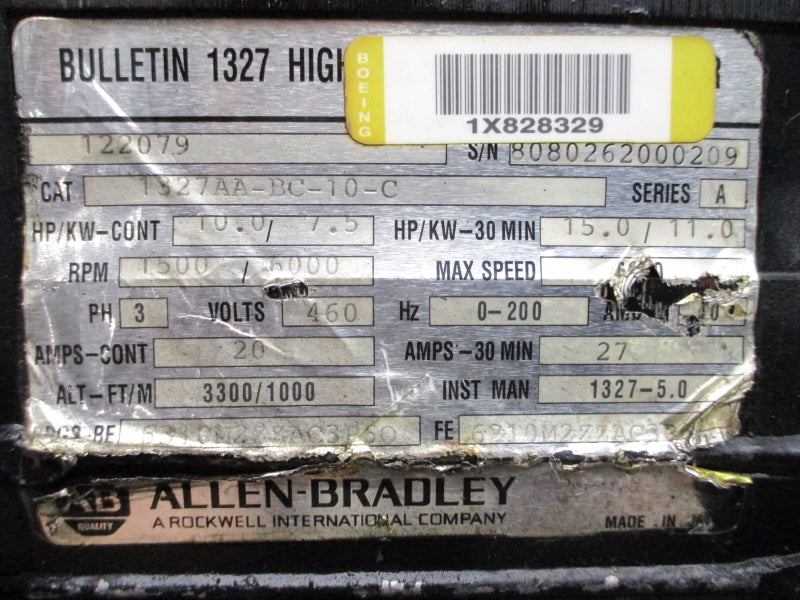 BULLETIN 1327 HIGH
BOEING
1X828329
122079 S/N 8080262000209
CAT 1327AA-BC-10-C SERIES A
HP/KW-CONT 10.0/ 7.5 HP/KW-30 MIN 15.0 / 11.0
RPM 1500 / 6000 MAX SPEED
PH 3 VOLTS 460 Hz 0-200
AMPS-CONT 20 AMPS-30 MIN 27
ALT-FT/M 3300/1000 INST MAN 1327-5.0
FE
AB ALLEN-BRADLEY
QUALITY A ROCKWELL INTERNATIONAL COMPANY MADE IN